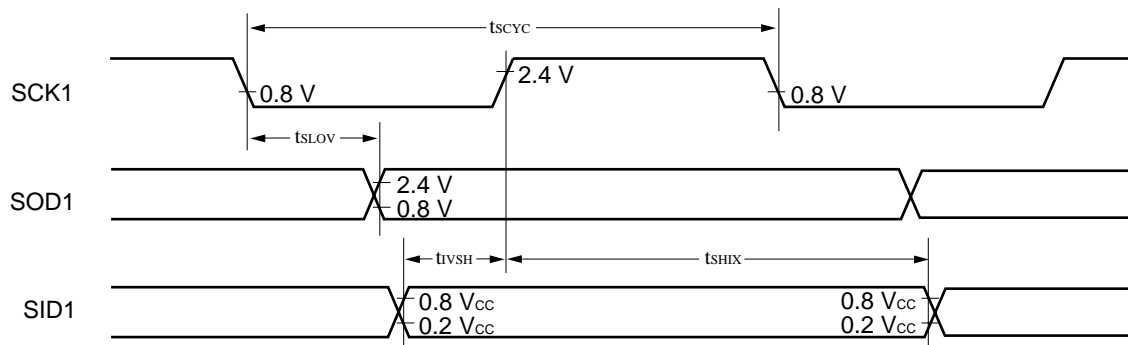 tSCYC
SCK1
0.8 V
2.4 V
0.8 V
tSLOV
SOD1
2.4 V
0.8 V
tIVSH
tSHIX
SID1
0.8 VCC
0.2 VCC
0.8 VCC
0.2 VCC